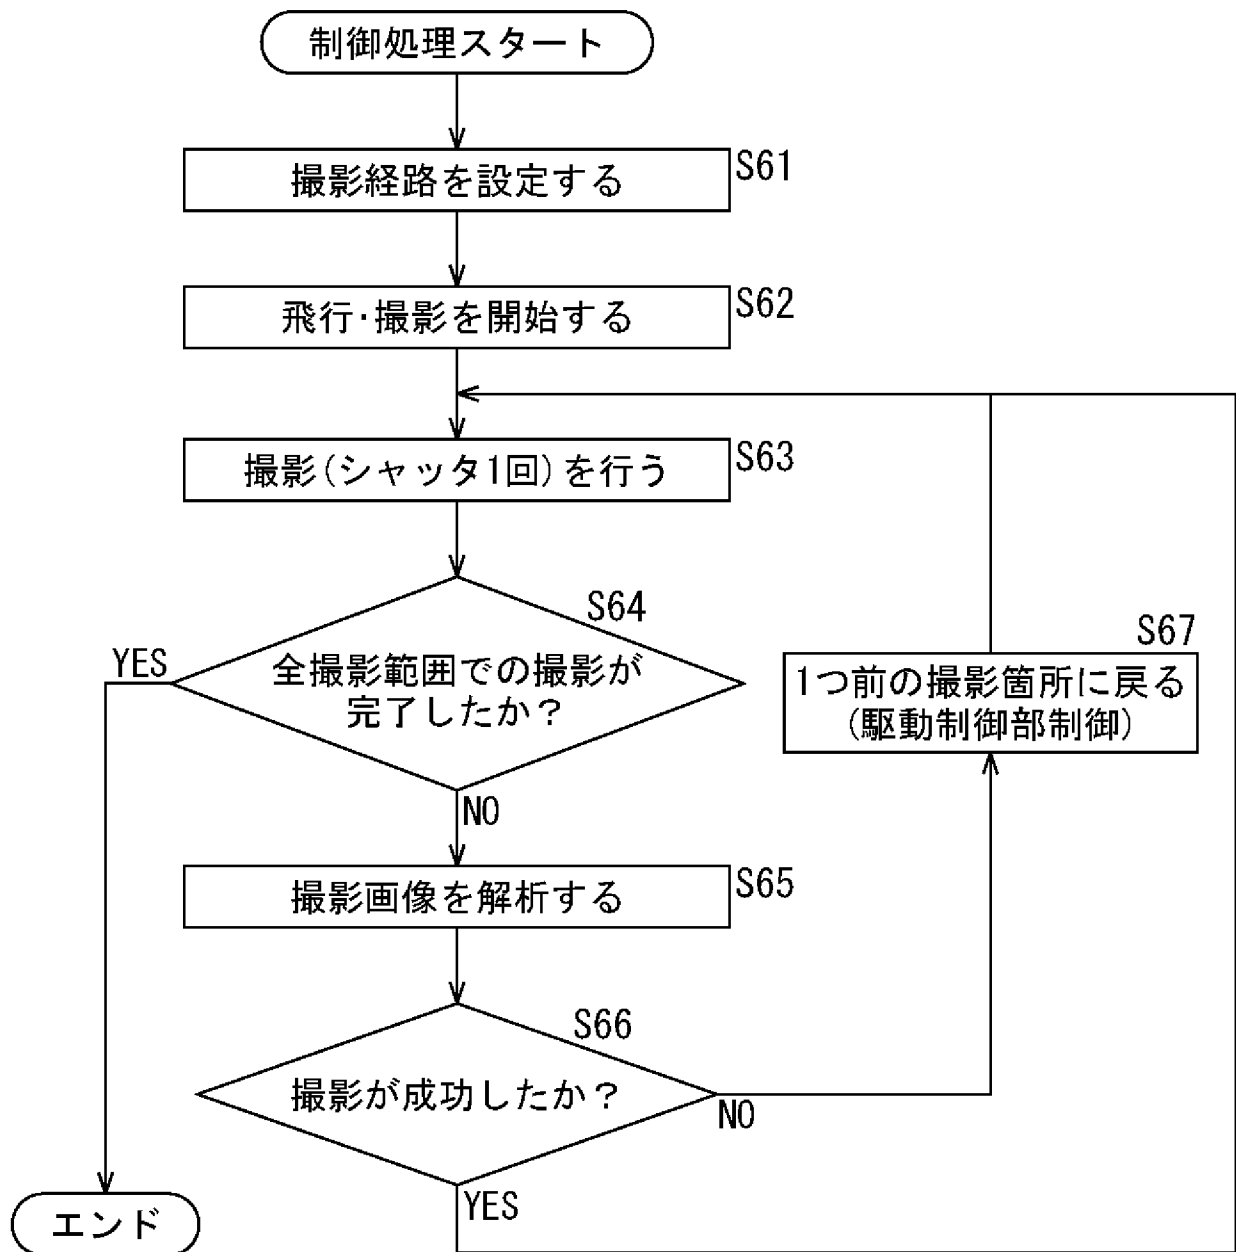 制御処理スタート
撮影経路を設定する
S61
飛行・撮影を開始する
S62
撮影(シャッタ1回)を行う
S63
S64
YES
全撮影範囲での撮影が
完了したか?
NO
S67
1つ前の撮影箇所に戻る
(駆動制御部制御)
撮影画像を解析する
S65
S66
撮影が成功したか?
NO
YES
エンド